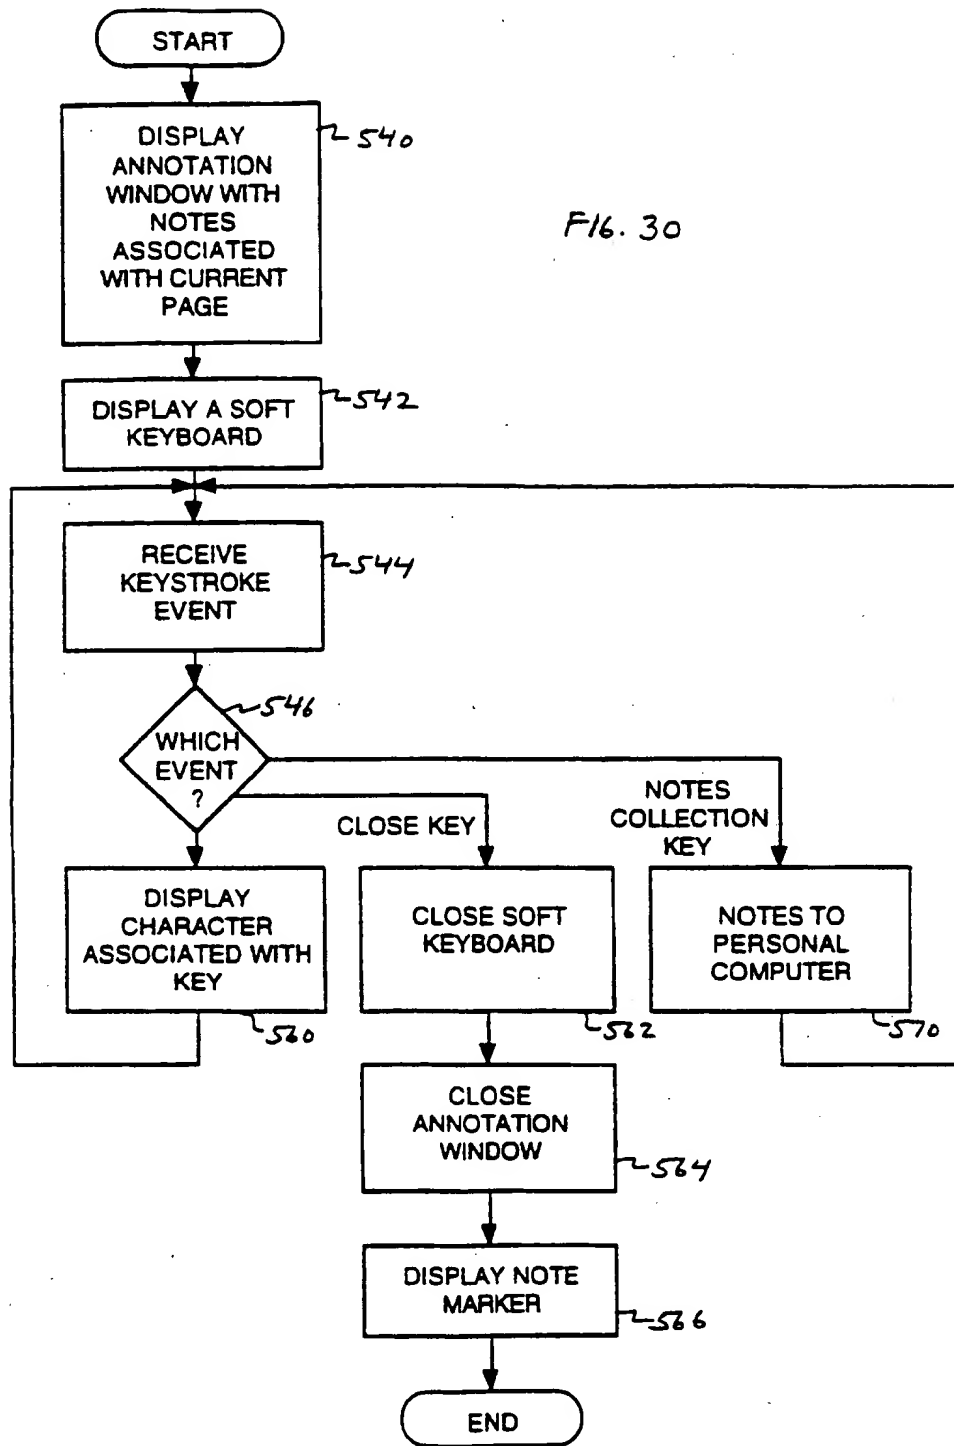 START
DISPLAY
ANNOTATION
WINDOW WITH
NOTES
ASSOCIATED
WITH CURRENT
PAGE
540
FIG. 30
DISPLAY A SOFT
KEYBOARD
542
RECEIVE
KEYSTROKE
EVENT
544
WHICH
EVENT
?
546
CLOSE KEY
NOTES
COLLECTION
KEY
DISPLAY
CHARACTER
ASSOCIATED WITH
KEY
560
CLOSE SOFT
KEYBOARD
562
NOTES TO
PERSONAL
COMPUTER
570
CLOSE
ANNOTATION
WINDOW
564
DISPLAY NOTE
MARKER
566
END